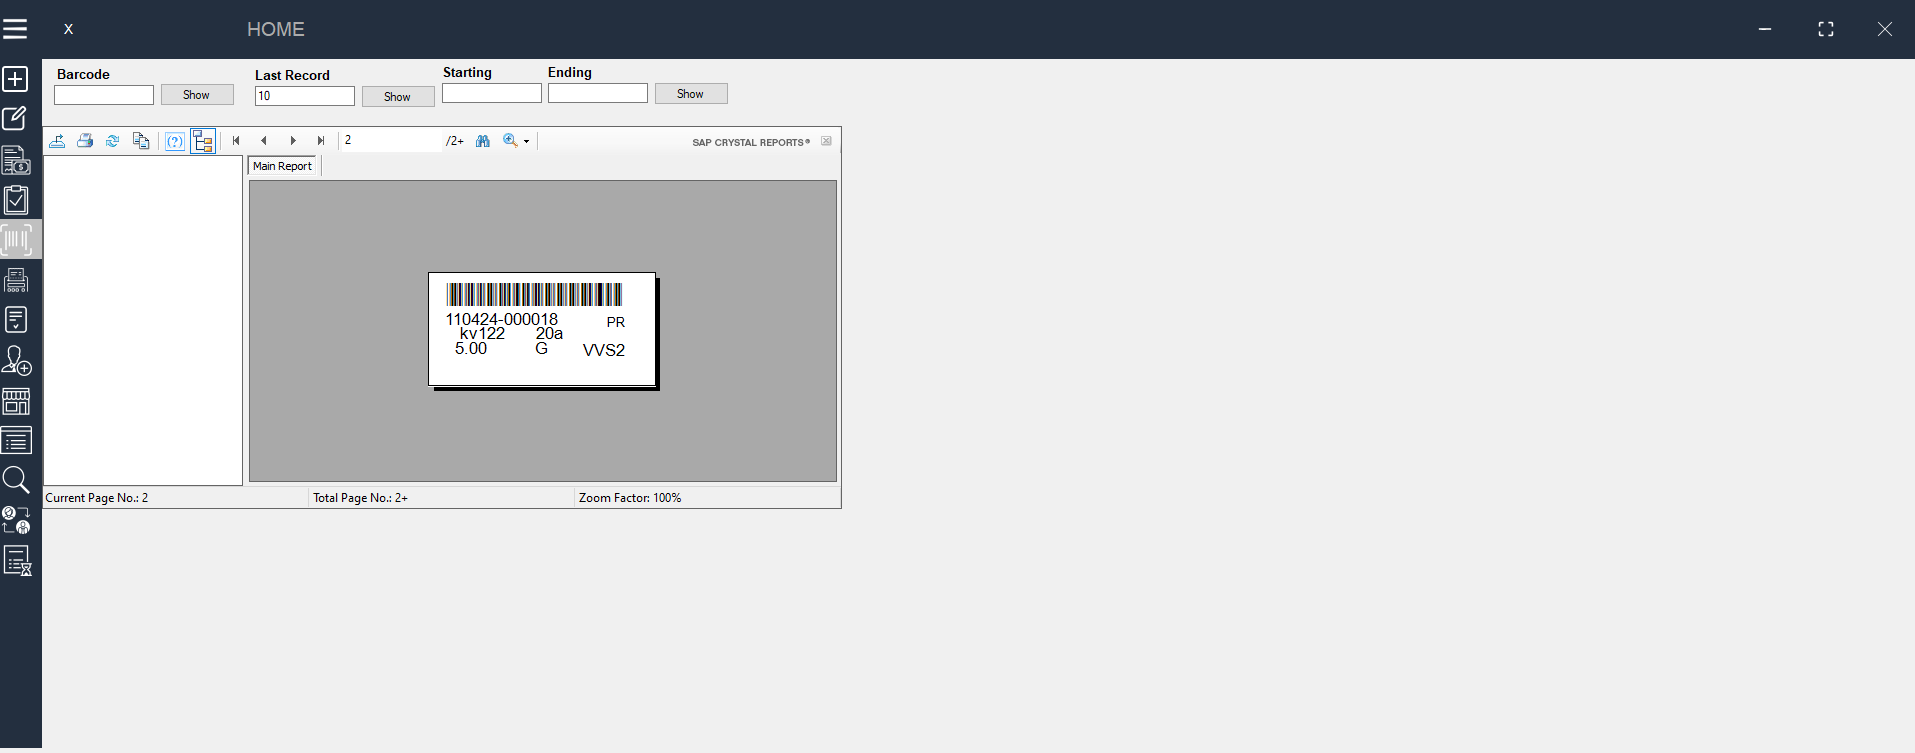 X HOME
Barcode
Last Record
Starting
Ending
Show
10
Show
Show
2
/2+
SAP CRYSTAL REPORTS®
Main Report
110424-000018
PR
kv122 20a
5.00 G VVS2
Current Page No.: 2
Total Page No.: 2+
Zoom Factor: 100%